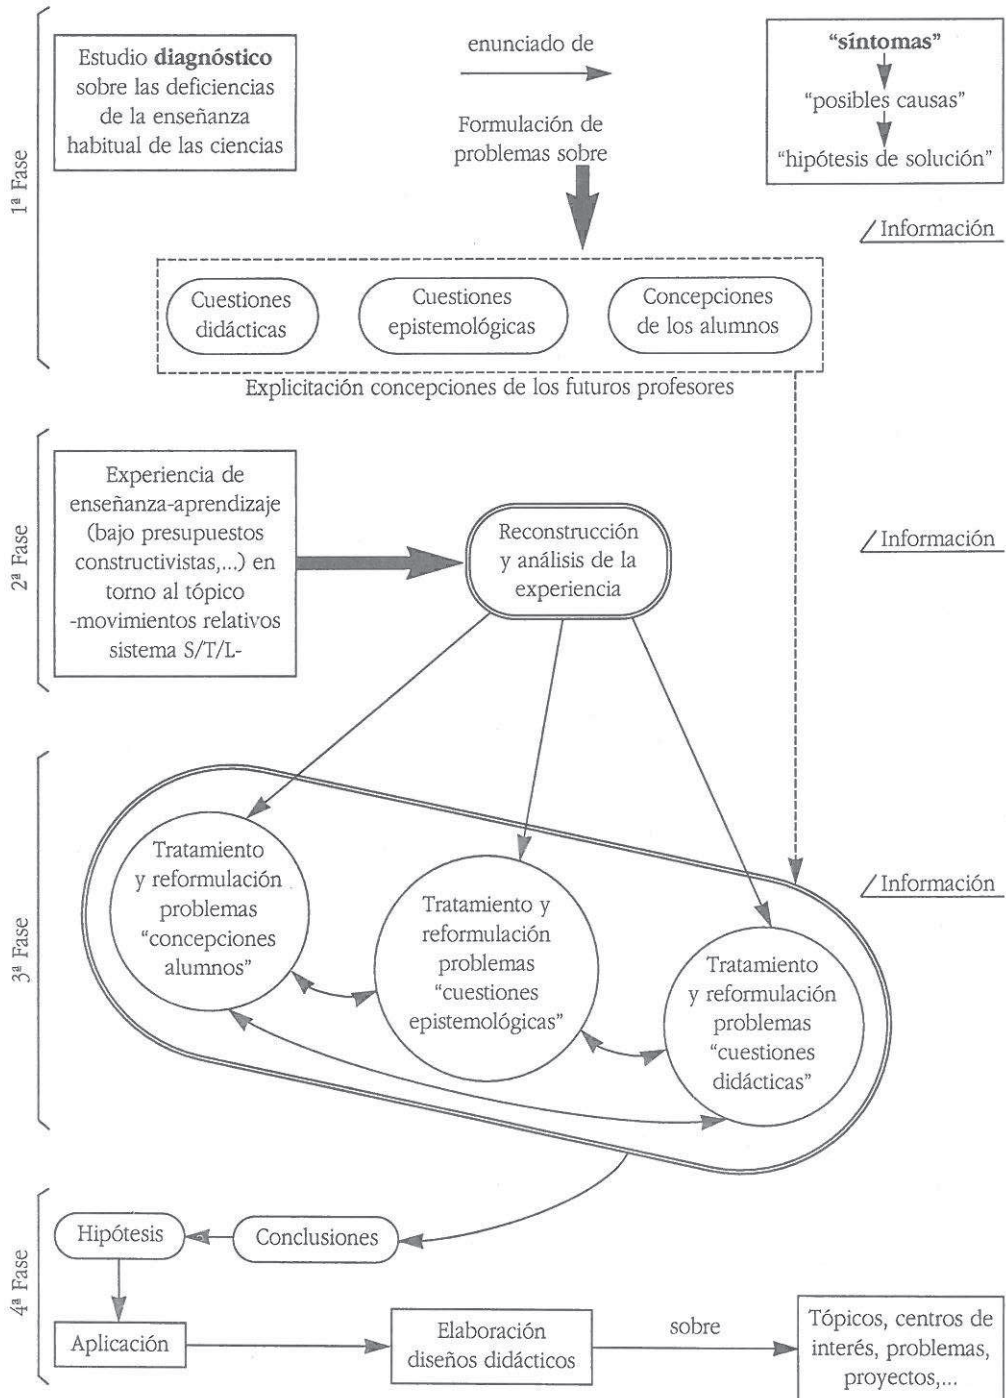 1ª Fase
Estudio diagnóstico
sobre las deficiencias
de la enseñanza
habitual de las ciencias
enunciado de
"síntomas"
"posibles causas"
"hipótesis de solución"
Formulación de
problemas sobre
Información
Cuestiones
didácticas
Cuestiones
epistemológicas
Concepciones
de los alumnos
Explicitación concepciones de los futuros profesores
2ª Fase
Experiencia de
enseñanza-aprendizaje
(bajo presupuestos
constructivistas,...) en
torno al tópico
-movimientos relativos
sistema S/T/L-
Reconstrucción
y análisis de la
experiencia
Información
3ª Fase
Tratamiento
y reformulación
problemas
“concepciones
alumnos”
Tratamiento y
reformulación
problemas
“cuestiones
epistemológicas”
Tratamiento
y reformulación
problemas
“cuestiones
didácticas”
Información
4ª Fase
Hipótesis
Conclusiones
Aplicación
Elaboración
diseños didácticos
sobre
Tópicos, centros de
interés, problemas,
proyectos,...